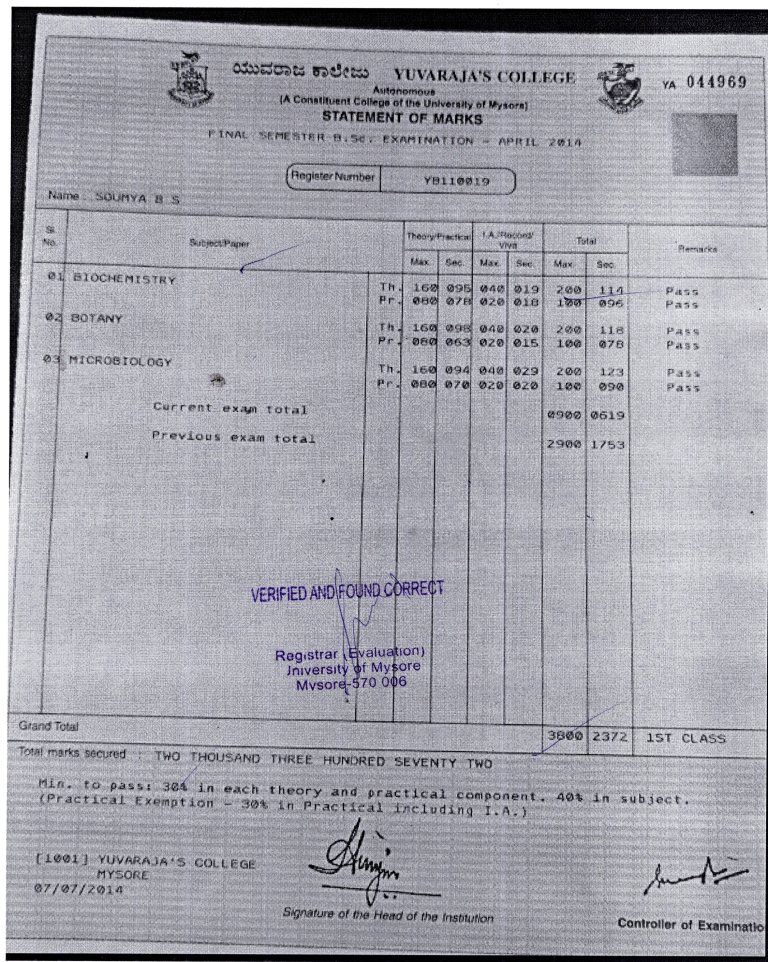 ಯುವರಾಜ ಕಾಲೇಜು YUVARAJA'S COLLEGE
YA 044969
Autonomous
(A Constituent College of the University of Mysore)
STATEMENT OF MARKS
FINAL SEMESTER B.Sc. EXAMINATION - APRIL 2014
Register Number YB110019
Name : SOUMYA B S
Sl. No. Subject/Paper Theory/Practical I.A./Record/Viva Total Remarks
Max. Sec. Max. Sec. Max. Sec.
01 BIOCHEMISTRY
Th. 160 095 040 019 200 114 Pass
Pr. 080 078 020 018 100 096 Pass
02 BOTANY
Th. 160 098 040 020 200 118 Pass
Pr. 080 063 020 015 100 078 Pass
03 MICROBIOLOGY
Th. 160 094 040 029 200 123 Pass
Pr. 080 070 020 020 100 090 Pass
Current exam total 0900 0619
Previous exam total 2900 1753
VERIFIED AND FOUND CORRECT
Registrar (Evaluation)
University of Mysore
Mysore-570 006
Grand Total 3800 2372 1ST CLASS
Total marks secured : TWO THOUSAND THREE HUNDRED SEVENTY TWO
Min. to pass: 30% in each theory and practical component. 40% in subject.
(Practical Exemption - 30% in Practical including I.A.)
[1001] YUVARAJA'S COLLEGE
MYSORE
07/07/2014
Signature of the Head of the Institution
Controller of Examinatio